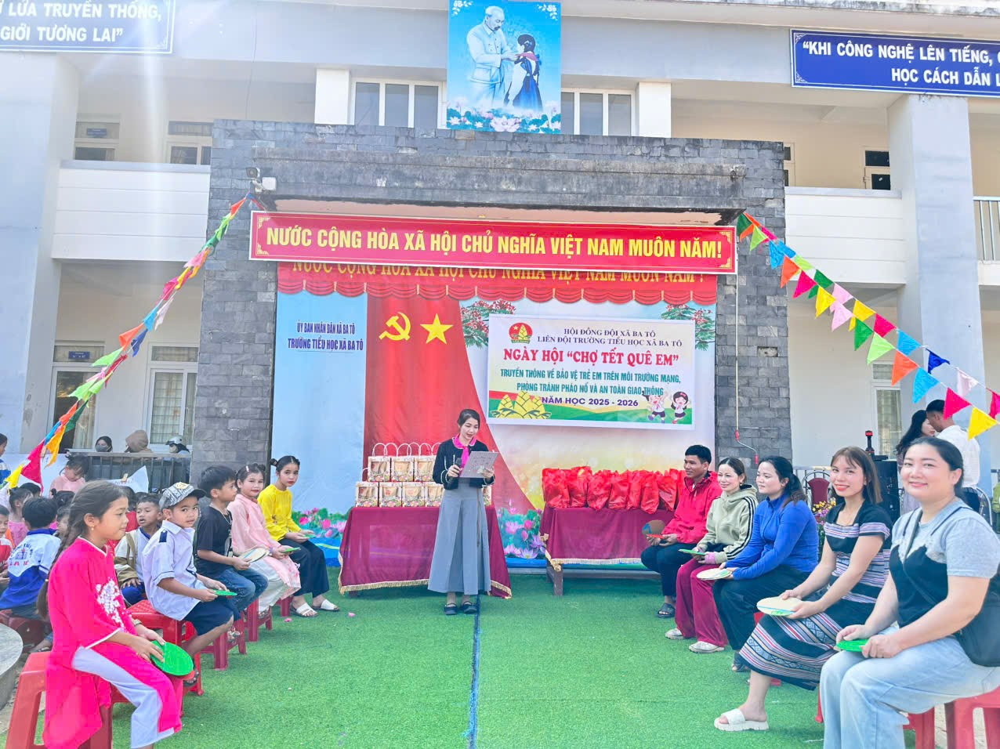 LỬA TRUYỀN THỐNG,
GIỚI TƯƠNG LAI”
“KHI CÔNG NGHỆ LÊN TIẾNG,
HỌC CÁCH DẪN
NƯỚC CỘNG HÒA XÃ HỘI CHỦ NGHĨA VIỆT NAM MUÔN NĂM!
NƯỚC CỘNG HÒA XÃ HỘI CHỦ NGHĨA VIỆT NAM MUÔN NĂM !
ỦY BAN NHÂN DÂN XÃ BA TÔ
TRƯỜNG TIỂU HỌC XÃ BA TÔ
HỘI ĐỒNG ĐỘI XÃ BA TÔ
LIÊN ĐỘI TRƯỜNG TIỂU HỌC XÃ BA TÔ
NGÀY HỘI “CHỢ TẾT QUÊ EM”
TRUYỀN THÔNG VỀ BẢO VỆ TRẺ EM TRÊN MÔI TRƯỜNG MẠNG,
PHÒNG TRÁNH PHÁO NỔ VÀ AN TOÀN GIAO THÔNG
NĂM HỌC 2025 - 2026